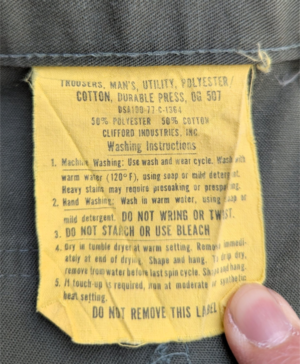 TROUSERS, MAN'S, UTILITY, POLYESTER/
COTTON, DURABLE PRESS, OG 507
DSA100-77-C-1264
50% POLYESTER 50% COTTON
CLIFFORD INDUSTRIES, INC
Washing Instructions
1. Machine Washing: Use wash and wear cycle. Wash with
warm water (120°F), using soap or mild detergent.
Heavy stains may require presoaking or prespotting.
2. Hand Washing: Wash in warm water, using soap or
mild detergent. DO NOT WRING OR TWIST.
3. DO NOT STARCH OR USE BLEACH
4. Dry in tumble dryer at warm setting. Remove immedi-
ately at end of drying. Shape and hang. To drip dry,
remove from water before last spin cycle. Shape and hang.
5. If touch-up is required, iron at moderate or synthetic
heat setting.
DO NOT REMOVE THIS LABEL